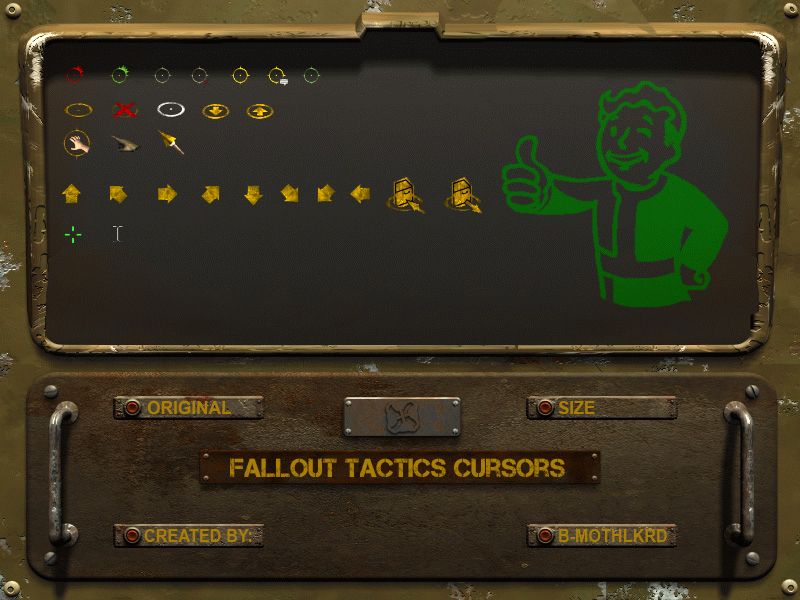 ORIGINAL
SIZE
FALLOUT TACTICS CURSORS
CREATED BY:
B-MOTHLKRD